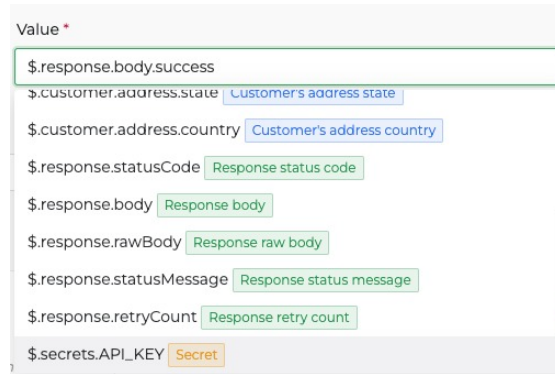 Value *
$.response.body.success
$.customer.address.state Customer's address state
$.customer.address.country Customer's address country
$.response.statusCode Response status code
$.response.body Response body
$.response.rawBody Response raw body
$.response.statusMessage Response status message
$.response.retryCount Response retry count
$.secrets.API_KEY Secret